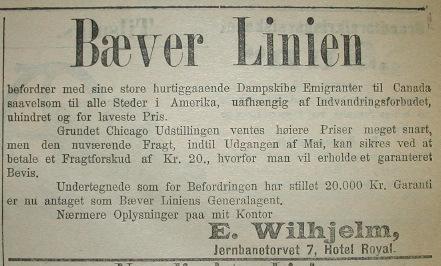 Bæver Linien
befordrer med sine store hurtiggaaende Dampskibe Emigranter til Canada
saavelsom til alle Steder i Amerika, uafhængig af Indvandringsforbudet,
uhindret og for laveste Pris.
Grundet Chicago Udstillingen ventes høiere Priser meget snart,
men den nuværende Fragt, indtil Udgangen af Mai, kan sikres ved at
betale et Fragtforskud af Kr. 20., hvorfor man vil erholde et garanteret
Bevis.
Undertegnede som for Befordringen har stillet 20.000 Kr. Garanti
er nu antaget som Bæver Liniens Generalagent.
Nærmere Oplysninger paa mit Kontor
E. Wilhjelm,
Jernbanetorvet 7, Hotel Royal.